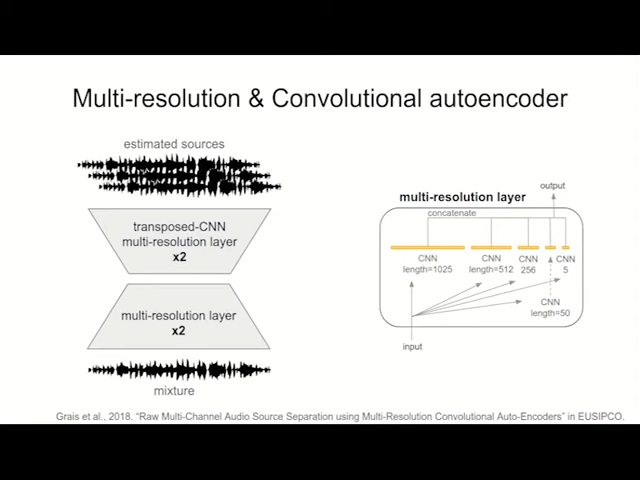 Multi-resolution & Convolutional autoencoder
estimated sources
transposed-CNN
multi-resolution layer
x2
multi-resolution layer
x2
mixture
multi-resolution layer
output
concatenate
CNN
length=1025
CNN
length=512
CNN
256
CNN
5
CNN
length=50
input
Grais et al., 2018. “Raw Multi-Channel Audio Source Separation using Multi-Resolution Convolutional Auto-Encoders” in EUSIPCO.